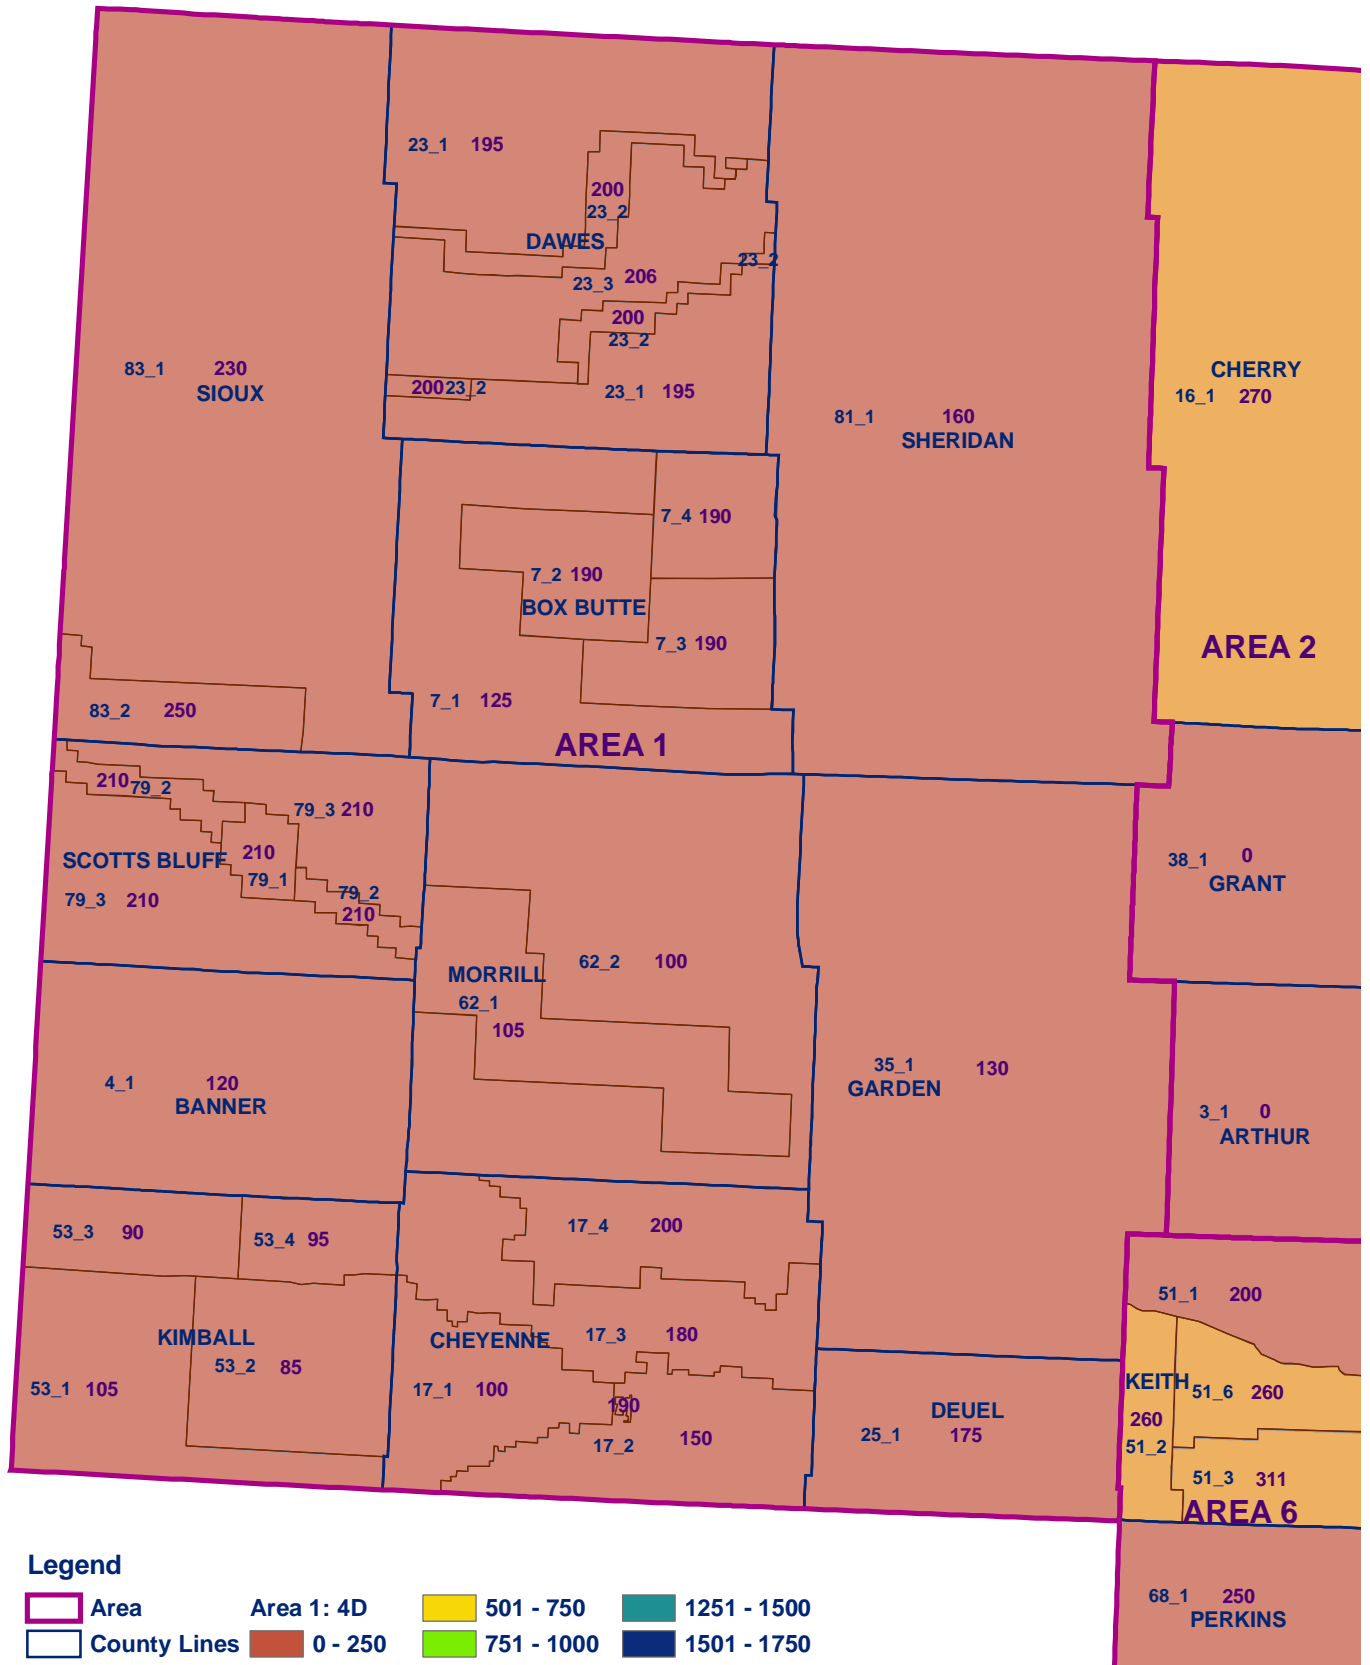 23_1 195
200
23_2
DAWES
23_2
23_3 206
200
23_2
83_1 230
SIOUX
200 23_2
23_1 195
81_1 160
SHERIDAN
CHERRY
16_1 270
7_4 190
7_2 190
BOX BUTTE
7_3 190
AREA 2
83_2 250
7_1 125
AREA 1
210 79_2
79_3 210
SCOTTS BLUFF
210
79_1
79_2
210
79_3 210
38_1 0
GRANT
62_2 100
MORRILL
62_1
105
4_1 120
BANNER
35_1 130
GARDEN
3_1 0
ARTHUR
53_3 90
53_4 95
17_4 200
51_1 200
KIMBALL
53_2 85
53_1 105
CHEYENNE
17_3 180
17_1 100
190
17_2 150
DEUEL
25_1 175
KEITH
51_6 260
260
51_2
51_3 311
AREA 6
68_1 250
PERKINS
Legend
Area
County Lines
Area 1: 4D
0 - 250
501 - 750
751 - 1000
1251 - 1500
1501 - 1750